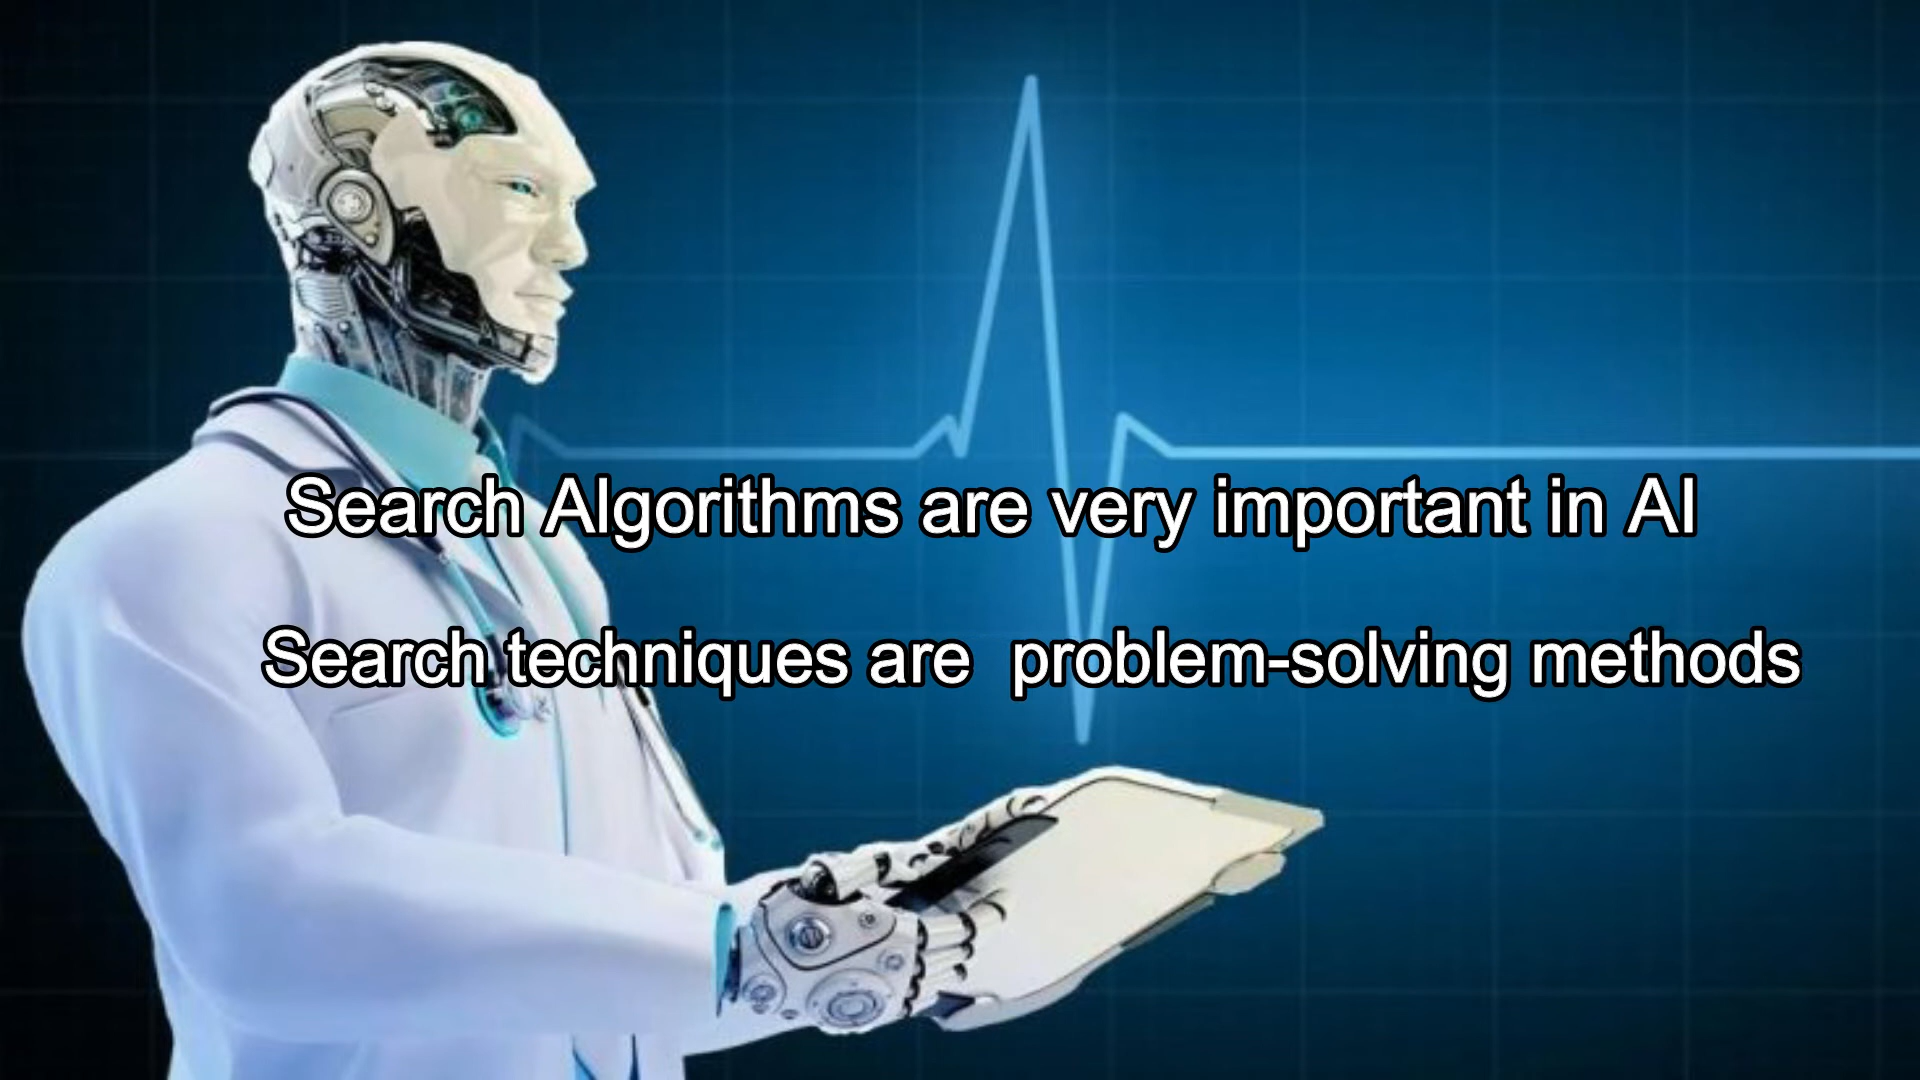 Search Algorithms are very important in AI
Search techniques are  problem-solving methods